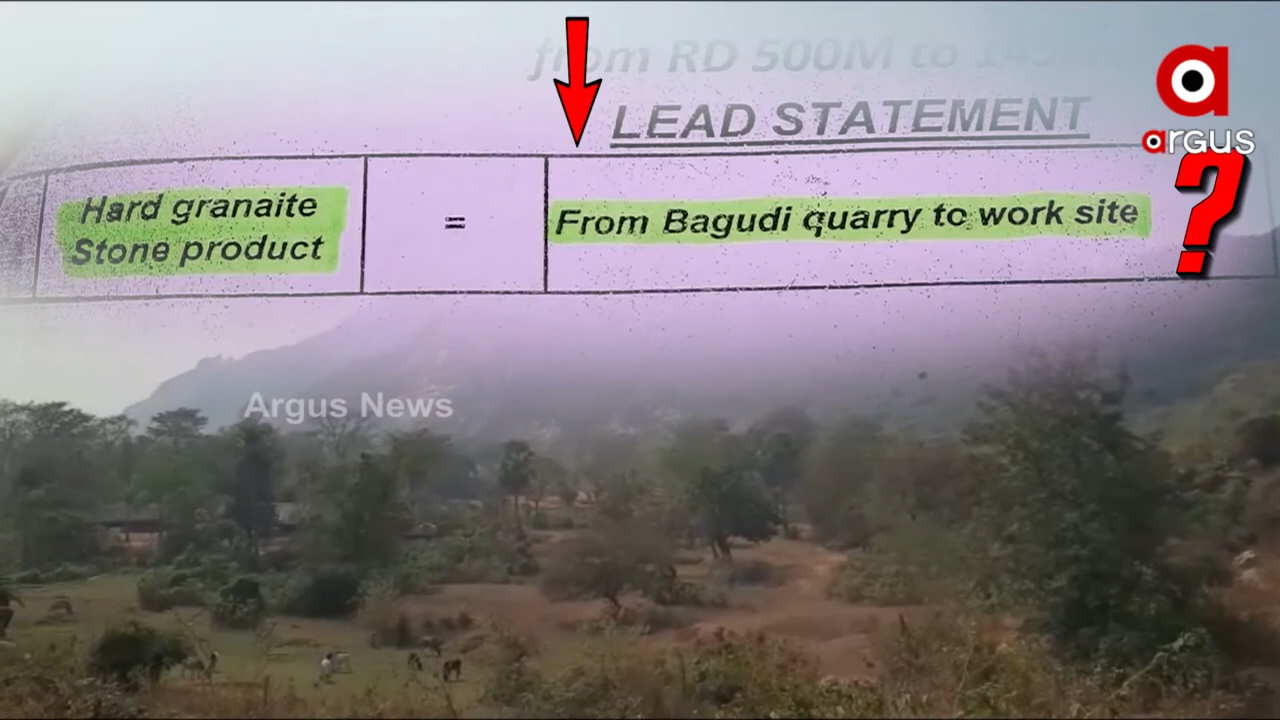 from RD 500M to
LEAD STATEMENT
argus
Hard granaite
Stone product
=
From Bagudi quarry to work site
?
Argus News